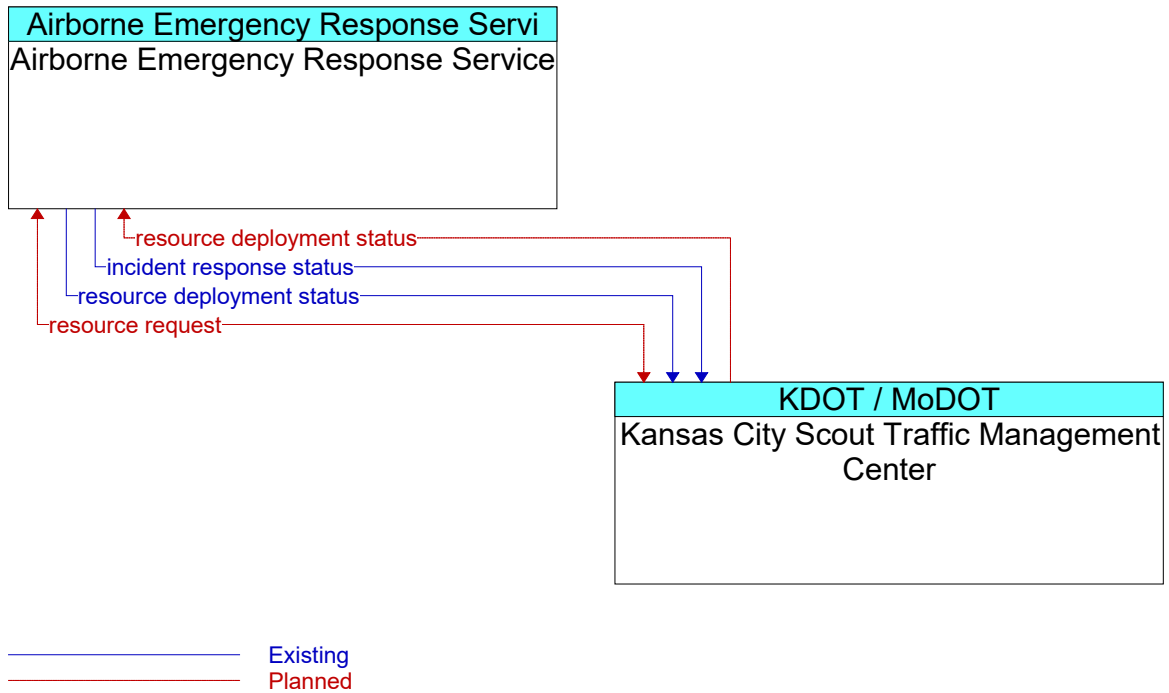 Airborne Emergency Response Servi
Airborne Emergency Response Service
resource deployment status
incident response status
resource deployment status
resource request
KDOT / MoDOT
Kansas City Scout Traffic Management
Center
Existing
Planned